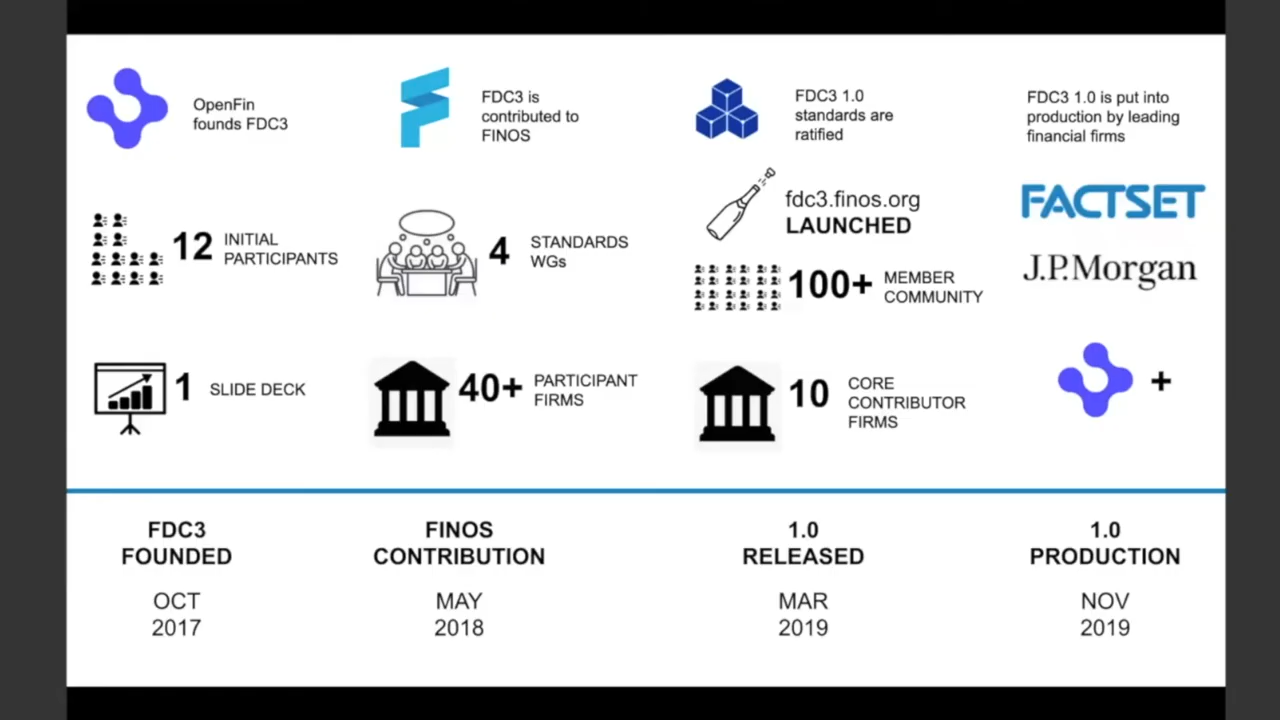 OpenFin
founds FDC3
12 INITIAL
PARTICIPANTS
1 SLIDE DECK
FDC3 is
contributed to
FINOS
4 STANDARDS
WGs
40+ PARTICIPANT
FIRMS
FDC3 1.0
standards are
ratified
fdc3.finos.org
LAUNCHED
100+ MEMBER
COMMUNITY
10 CORE
CONTRIBUTOR
FIRMS
FDC3 1.0 is put into
production by leading
financial firms
FACTSET
J.P.Morgan
+
FDC3
FOUNDED
OCT
2017
FINOS
CONTRIBUTION
MAY
2018
1.0
RELEASED
MAR
2019
1.0
PRODUCTION
NOV
2019